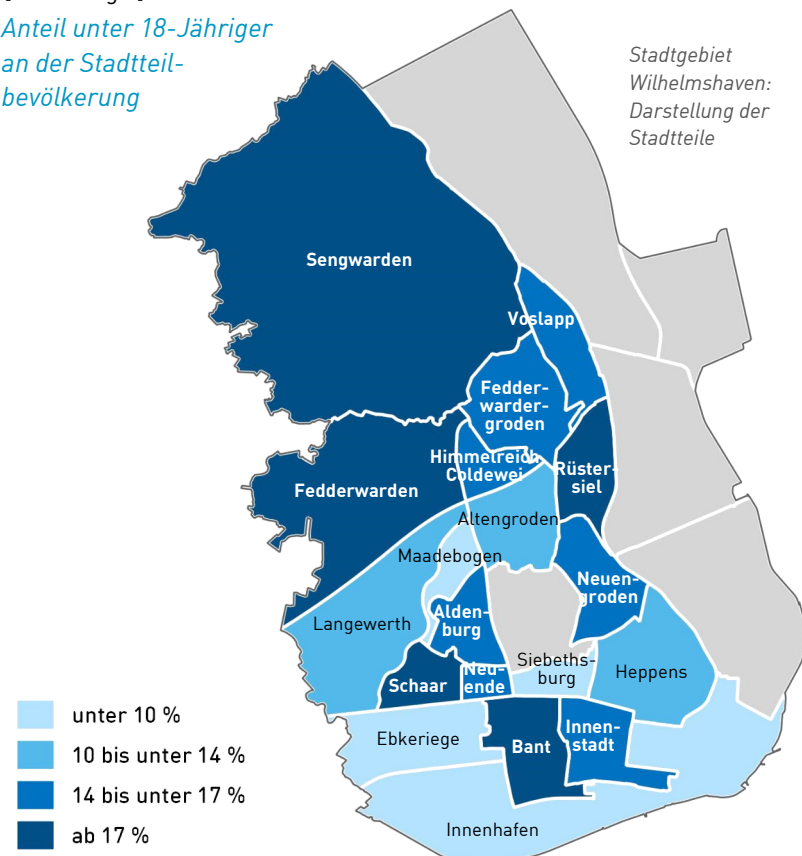 Anteil unter 18-Jähriger
an der Stadtteil-
bevölkerung
Stadtgebiet
Wilhelmshaven:
Darstellung der
Stadtteile
Sengwarden
Voslapp
Fedder-
warder-
groden
Himmelreich
Coldewei
Rüster-
siel
Fedderwarden
Altengroden
Maadebogen
Neuen-
groden
Alden-
burg
Langewerth
Siebeths-
burg
Heppens
Neu-
ende
Schaar
Innen-
stadt
Ebkeriege
Bant
Innenhafen
unter 10 %
10 bis unter 14 %
14 bis unter 17 %
ab 17 %